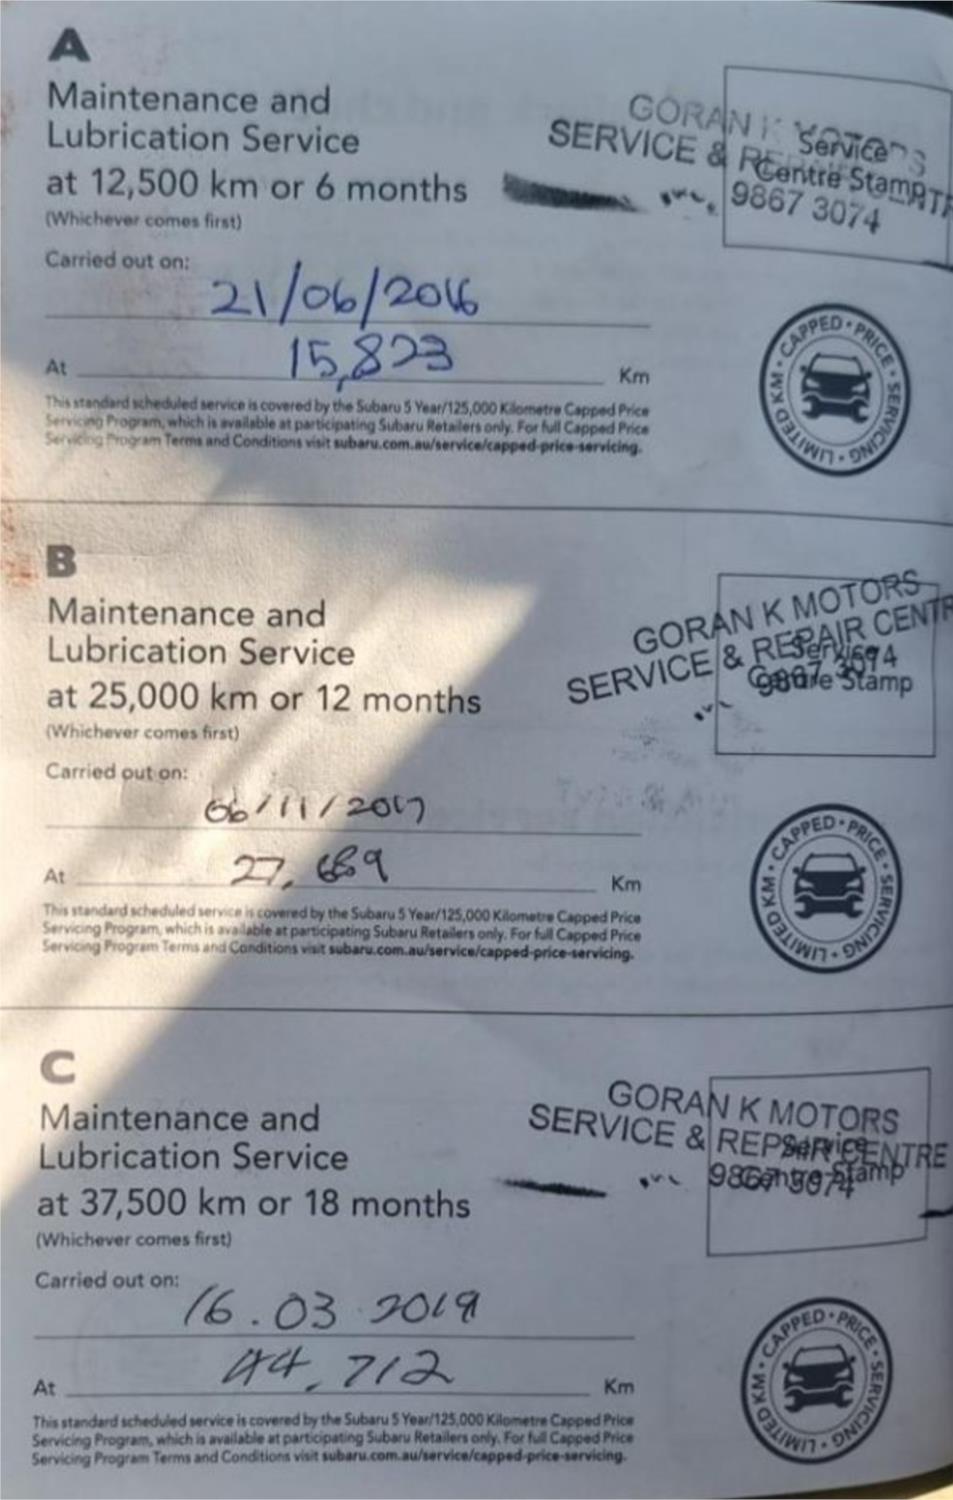 A
Maintenance and
Lubrication Service
at 12,500 km or 6 months
(Whichever comes first)
GORAN K MOTORS
SERVICE & REPAIR CENTRE
9867 3074
Service
Centre Stamp
Carried out on:
21/06/2016
At 15,823 Km
This standard scheduled service is covered by the Subaru 5 Year/125,000 Kilometre Capped Price
Servicing Program, which is available at participating Subaru Retailers only. For full Capped Price
Servicing Program Terms and Conditions visit subaru.com.au/service/capped-price-servicing.
CAPPED • PRICE • SERVICING • LIMITED KM •
B
Maintenance and
Lubrication Service
at 25,000 km or 12 months
(Whichever comes first)
GORAN K MOTORS
SERVICE & REPAIR CENTR
9867 3074
Service
Centre Stamp
Carried out on:
06/11/2017
At 27,689 Km
This standard scheduled service is covered by the Subaru 5 Year/125,000 Kilometre Capped Price
Servicing Program, which is available at participating Subaru Retailers only. For full Capped Price
Servicing Program Terms and Conditions visit subaru.com.au/service/capped-price-servicing.
CAPPED • PRICE • SERVICING • LIMITED KM •
C
Maintenance and
Lubrication Service
at 37,500 km or 18 months
(Whichever comes first)
GORAN K MOTORS
SERVICE & REPAIR CENTRE
9867 3074
Service
Centre Stamp
Carried out on:
16.03.2019
At 44,712 Km
This standard scheduled service is covered by the Subaru 5 Year/125,000 Kilometre Capped Price
Servicing Program, which is available at participating Subaru Retailers only. For full Capped Price
Servicing Program Terms and Conditions visit subaru.com.au/service/capped-price-servicing.
CAPPED • PRICE • SERVICING • LIMITED KM •